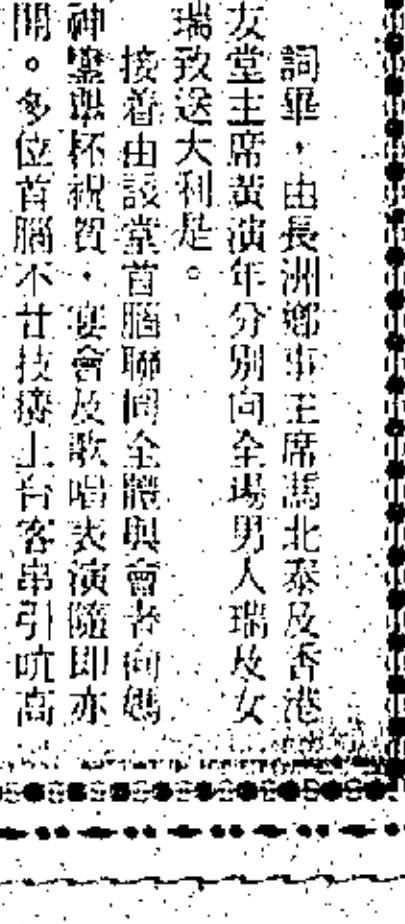 詞畢，由長洲鄉事主席馮北泰及香港
友堂主席黃演年分別向全場男人瑞及女
瑞致送大利是。
接着由該堂首腦聯同全體與會者向媽
神鑾舉杯祝賀，宴會及歌唱表演隨即亦
開。多位首腦不甘技癢上台客串引吭高